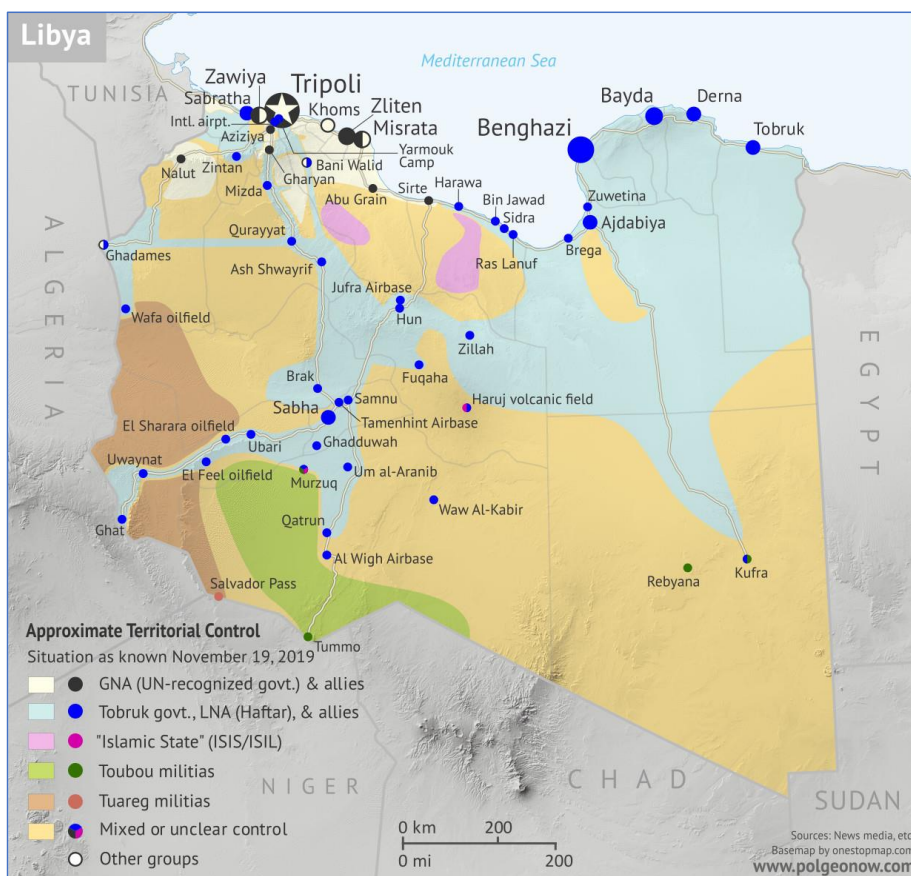 Libya
Mediterranean Sea
TUNISIA
ALGERIA
EGYPT
NIGER
CHAD
SUDAN
Zawiya
Tripoli
Sabratha
Khoms
Zliten
Intl. airpt.
Misrata
Aziziya
Yarmouk
Camp
Nalut
Zintan
Bani Walid
Gharyan
Mizda
Abu Grain
Sirte
Harawa
Bin Jawad
Sidra
Ras Lanuf
Benghazi
Bayda
Derna
Tobruk
Zuwetina
Ajdabiya
Brega
Qurayyat
Ghadames
Ash Shwayrif
Jufra Airbase
Hun
Wafa oilfield
Zillah
Fuqaha
Brak
Samnu
Haruj volcanic field
Sabha
Tamenhint Airbase
El Sharara oilfield
Ubari
Ghadduwah
Uwaynat
El Feel oilfield
Murzuq
Um al-Aranib
Waw Al-Kabir
Ghat
Qatrun
Al Wigh Airbase
Rebyana
Kufra
Salvador Pass
Tummo
Approximate Territorial Control
Situation as known November 19, 2019
GNA (UN-recognized govt.) & allies
Tobruk govt., LNA (Haftar), & allies
"Islamic State" (ISIS/ISIL)
Toubou militias
Tuareg militias
Mixed or unclear control
Other groups
0 km 200
0 mi 200
Sources: News media, etc
Basemap by onestopmap.com
www.polgeonow.com